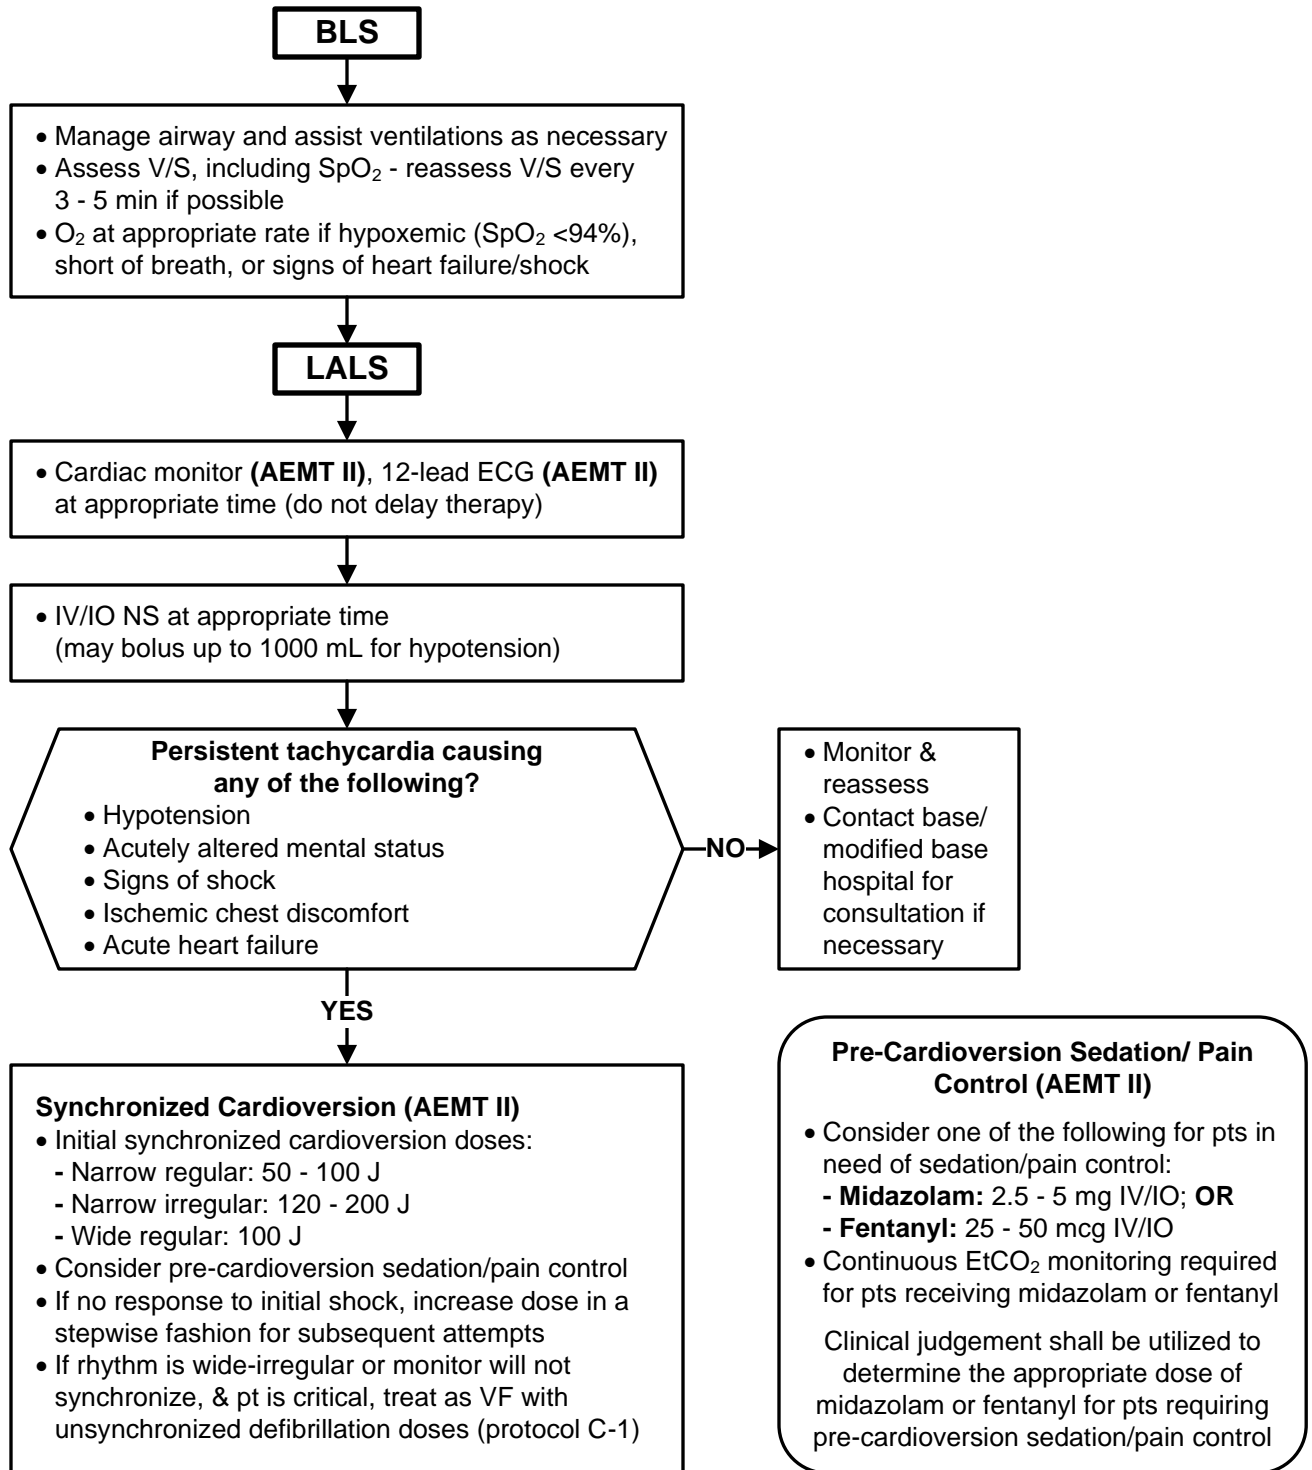 BLS
• Manage airway and assist ventilations as necessary
• Assess V/S, including SpO₂ - reassess V/S every
3 - 5 min if possible
• O₂ at appropriate rate if hypoxemic (SpO₂ <94%),
short of breath, or signs of heart failure/shock
LALS
• Cardiac monitor (AEMT II), 12-lead ECG (AEMT II)
at appropriate time (do not delay therapy)
• IV/IO NS at appropriate time
(may bolus up to 1000 mL for hypotension)
Persistent tachycardia causing
any of the following?
• Hypotension
• Acutely altered mental status
• Signs of shock
• Ischemic chest discomfort
• Acute heart failure
NO
• Monitor &
reassess
• Contact base/
modified base
hospital for
consultation if
necessary
YES
Synchronized Cardioversion (AEMT II)
• Initial synchronized cardioversion doses:
- Narrow regular: 50 - 100 J
- Narrow irregular: 120 - 200 J
- Wide regular: 100 J
• Consider pre-cardioversion sedation/pain control
• If no response to initial shock, increase dose in a
stepwise fashion for subsequent attempts
• If rhythm is wide-irregular or monitor will not
synchronize, & pt is critical, treat as VF with
unsynchronized defibrillation doses (protocol C-1)
Pre-Cardioversion Sedation/ Pain
Control (AEMT II)
• Consider one of the following for pts in
need of sedation/pain control:
- Midazolam: 2.5 - 5 mg IV/IO; OR
- Fentanyl: 25 - 50 mcg IV/IO
• Continuous EtCO₂ monitoring required
for pts receiving midazolam or fentanyl
Clinical judgement shall be utilized to
determine the appropriate dose of
midazolam or fentanyl for pts requiring
pre-cardioversion sedation/pain control